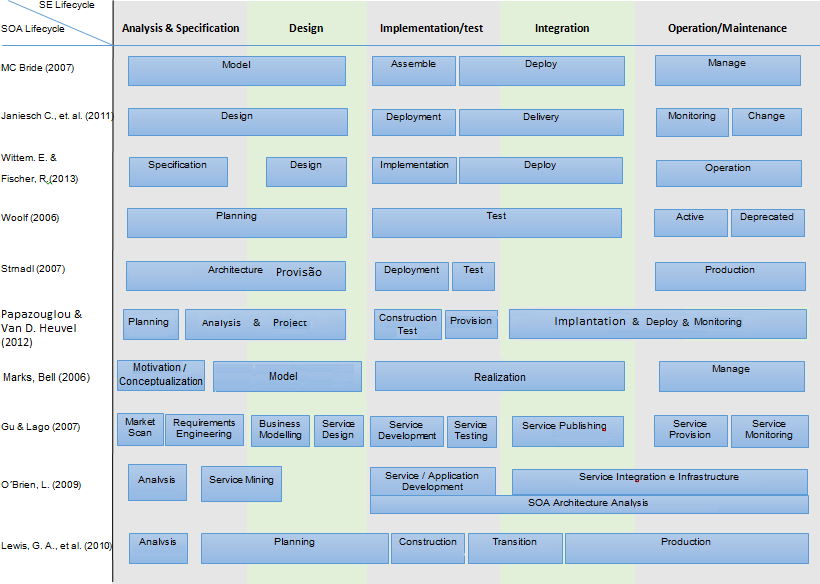 SE Lifecycle
SOA Lifecycle
Analysis & Specification Design Implementation/test Integration Operation/Maintenance
MC Bride (2007) Model Assemble Deploy Manage
Janiesch C., et. al. (2011) Design Deployment Delivery Monitoring Change
Wittem. E. &
Fischer, R,(2013) Specification Design Implementation Deploy Operation
Woolf (2006) Planning Test Active Deprecated
Strnadl (2007) Architecture Provisão Deployment Test Production
Papazouglou &
Van D. Heuvel
(2012)
Planning Analysis & Project
Construction
Test
Provision Implantation & Deploy & Monitoring
Marks, Bell (2006)
Motivation /
Conceptualization
Model Realization Manage
Gu & Lago (2007)
Market
Scan
Requirements
Engineering
Business
Modelling
Service
Design
Service
Development
Service
Testing
Service Publishing
Service
Provision
Service
Monitoring
O´Brien, L. (2009) Analysis Service Mining
Service / Application
Development
Service Integration e Infrastructure
SOA Architecture Analysis
Lewis, G. A., et al. (2010) Analysis Planning Construction Transition Production